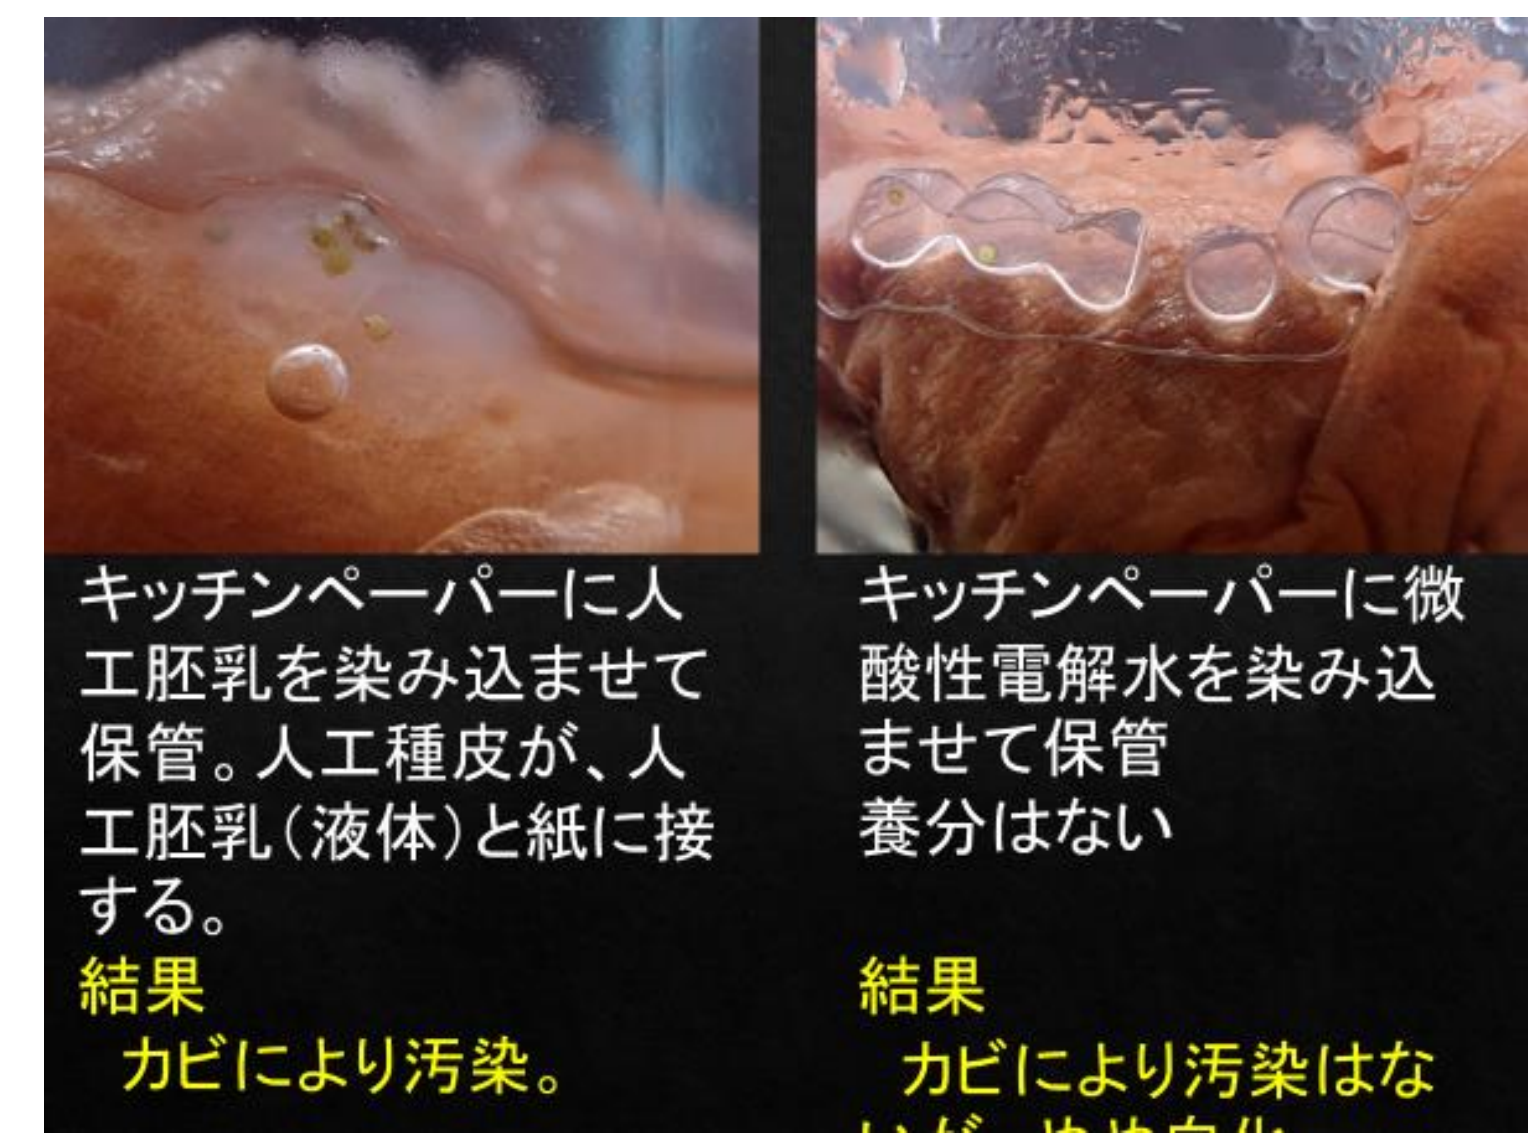 キッチンペーパーに人
工胚乳を染み込ませて
保管。人工種皮が、人
工胚乳（液体）と紙に接
する。
結果
カビにより汚染。
キッチンペーパーに微
酸性電解水を染み込
ませて保管
養分はない
結果
カビにより汚染はな